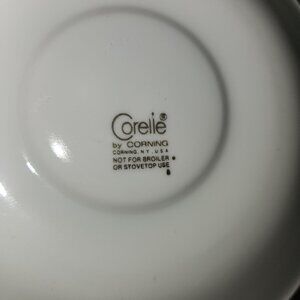 Corelle®
by CORNING
CORNING, N.Y., U.S.A.
NOT FOR BROILER
OR STOVETOP USE